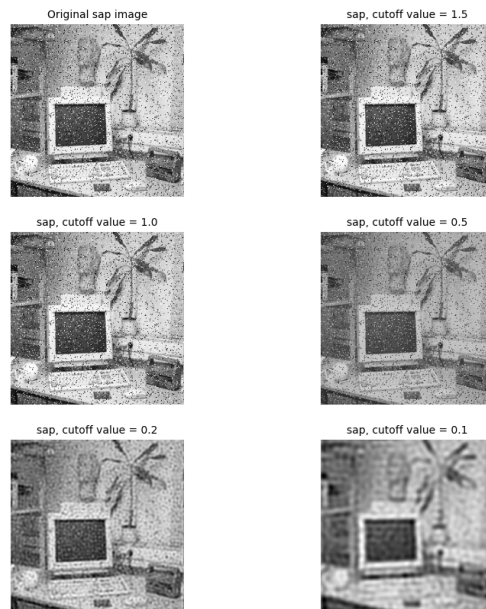 Original sap image
sap, cutoff value = 1.5
sap, cutoff value = 1.0
sap, cutoff value = 0.5
sap, cutoff value = 0.2
sap, cutoff value = 0.1